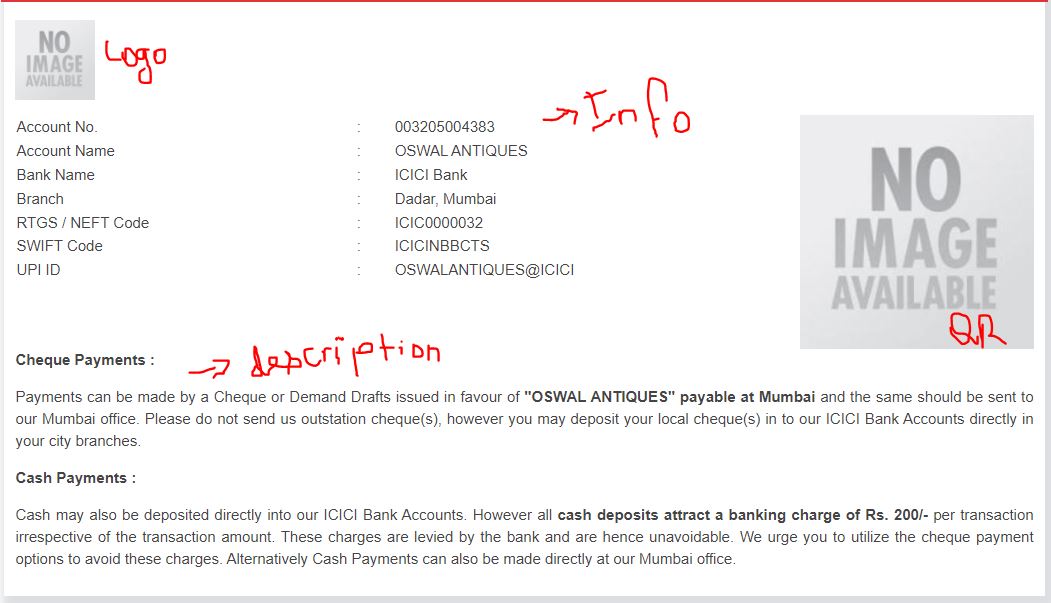 NO
IMAGE
AVAILABLE
Logo
→ Info
Account No. : 003205004383
Account Name : OSWAL ANTIQUES
Bank Name : ICICI Bank
Branch : Dadar, Mumbai
RTGS / NEFT Code : ICIC0000032
SWIFT Code : ICICINBBCTS
UPI ID : OSWALANTIQUES@ICICI
NO
IMAGE
AVAILABLE
QR
Cheque Payments : → description
Payments can be made by a Cheque or Demand Drafts issued in favour of "OSWAL ANTIQUES" payable at Mumbai and the same should be sent to
our Mumbai office. Please do not send us outstation cheque(s), however you may deposit your local cheque(s) in to our ICICI Bank Accounts directly in
your city branches.
Cash Payments :
Cash may also be deposited directly into our ICICI Bank Accounts. However all cash deposits attract a banking charge of Rs. 200/- per transaction
irrespective of the transaction amount. These charges are levied by the bank and are hence unavoidable. We urge you to utilize the cheque payment
options to avoid these charges. Alternatively Cash Payments can also be made directly at our Mumbai office.